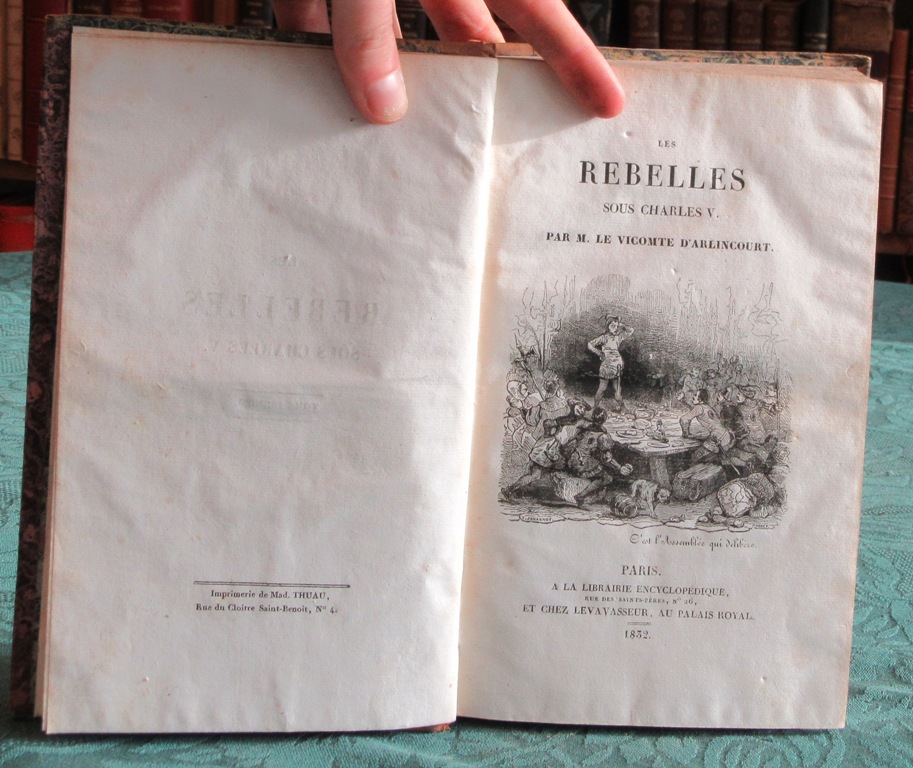 Imprimerie de Mad. THUAU,
Rue du Cloître Saint-Benoît, N° 4.
LES
REBELLES
SOUS CHARLES V.
PAR M. LE VICOMTE D'ARLINCOURT.
C'est l'Assemblée qui délibère.
PARIS.
A LA LIBRAIRIE ENCYCLOPÉDIQUE,
RUE DES SAINTS-PÈRES, N° 26,
ET CHEZ LEVAVASSEUR, AU PALAIS ROYAL.
1832.